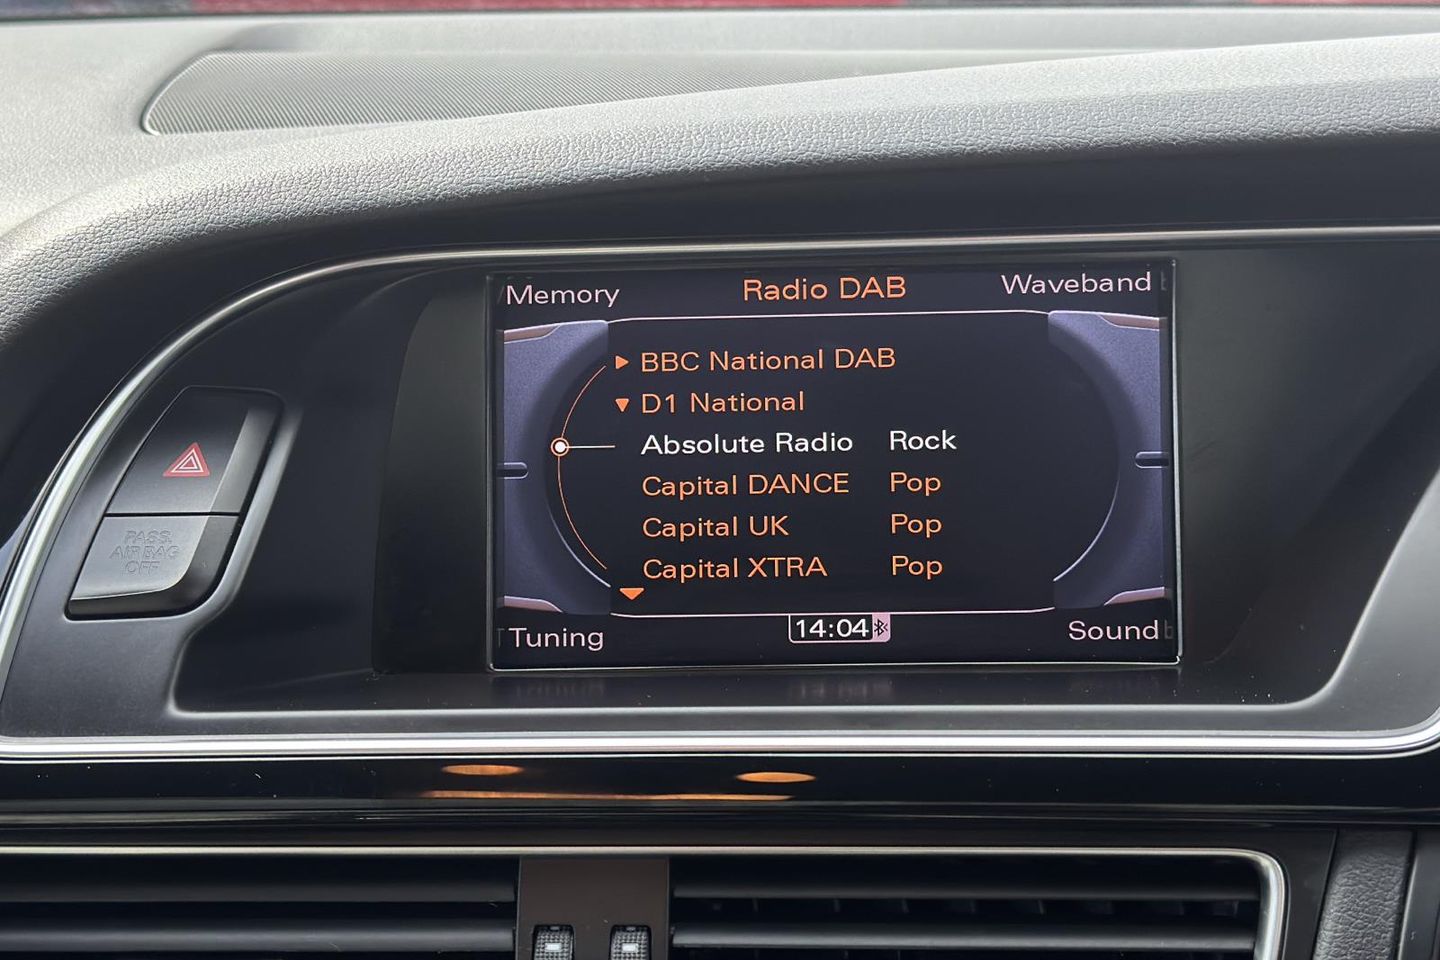 Memory
Radio DAB
Waveband
BBC National DAB
D1 National
Absolute Radio Rock
Capital DANCE Pop
Capital UK Pop
Capital XTRA Pop
Tuning
14:04
Sound
PASS.
AIR BAG
OFF